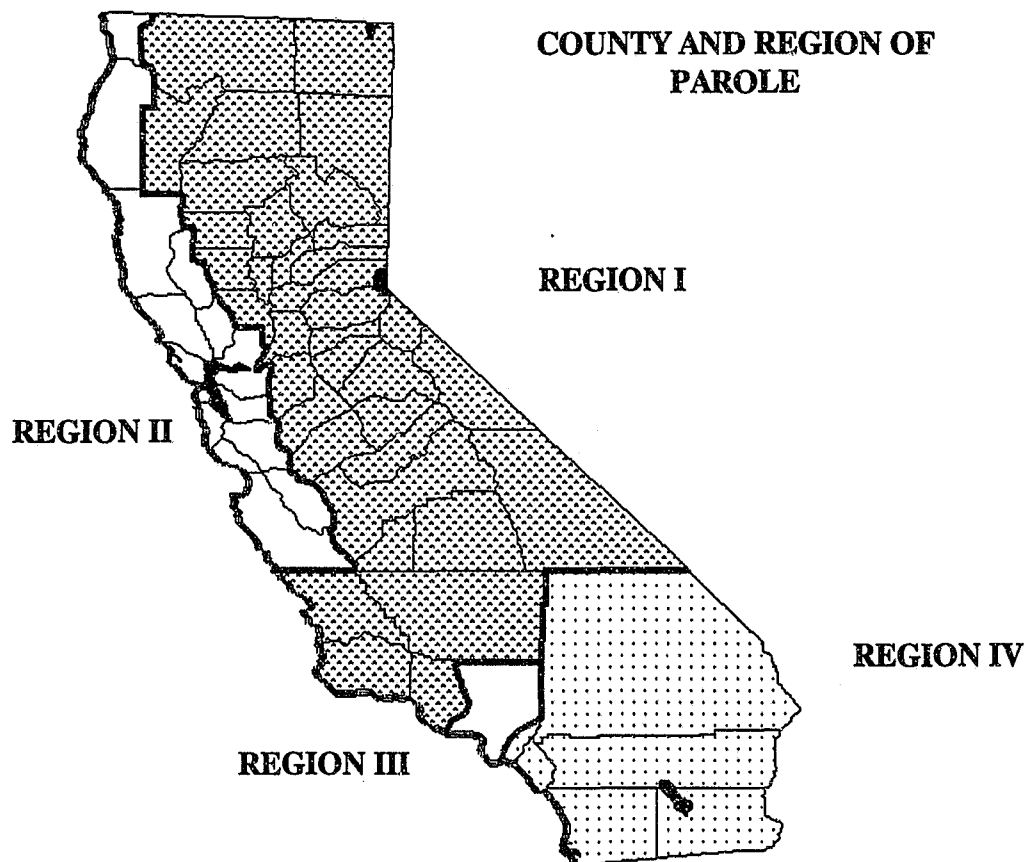 COUNTY AND REGION OF
PAROLE
REGION I
REGION II
REGION IV
REGION III